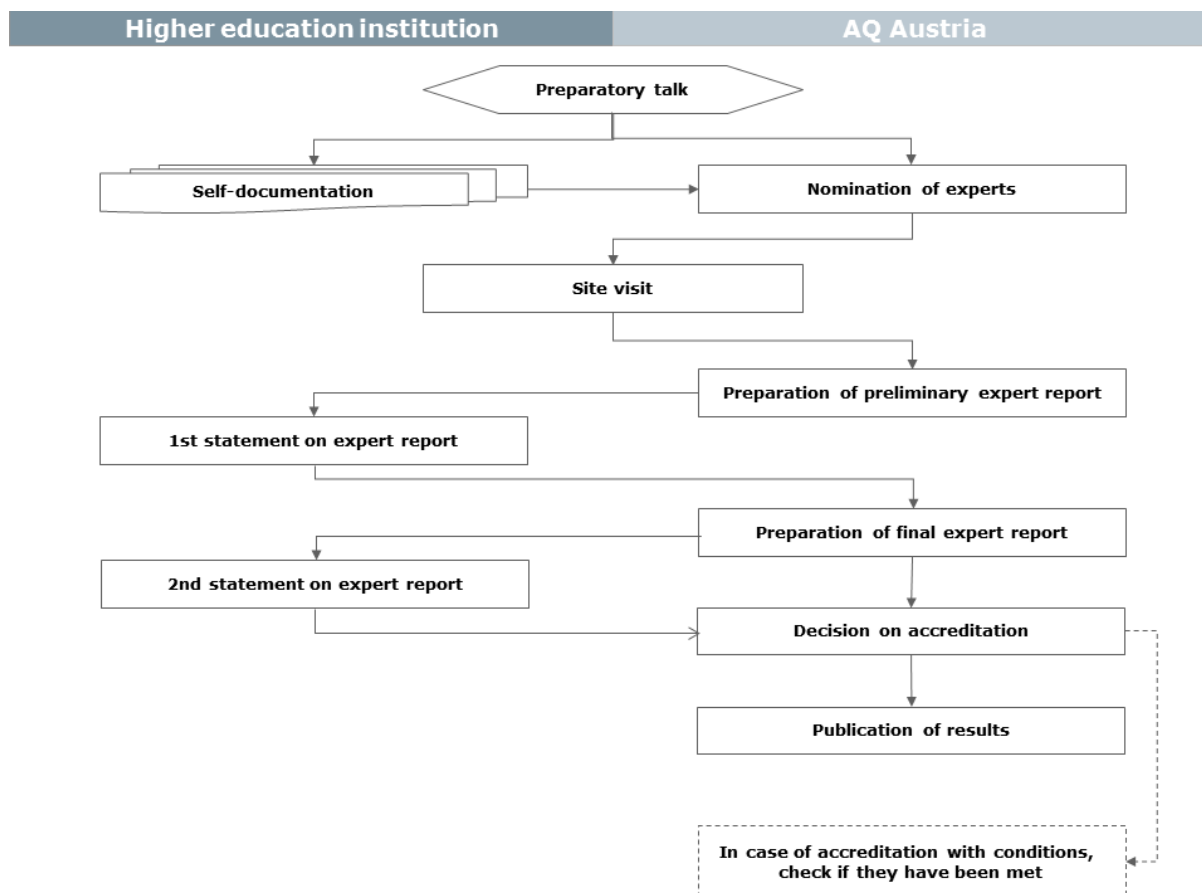 Higher education institution
AQ Austria
Preparatory talk
Self-documentation
Nomination of experts
Site visit
Preparation of preliminary expert report
1st statement on expert report
Preparation of final expert report
2nd statement on expert report
Decision on accreditation
Publication of results
In case of accreditation with conditions,
check if they have been met